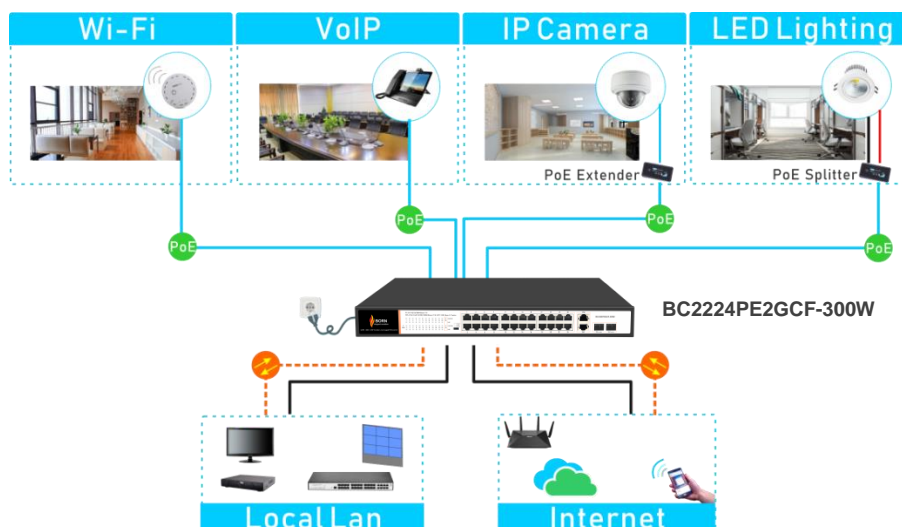 Wi-Fi
VoIP
IP Camera
LED Lighting
PoE Extender
PoE Splitter
PoE
PoE
PoE
PoE
BC2224PE2GCF-300W
BORN
Local Lan
Internet